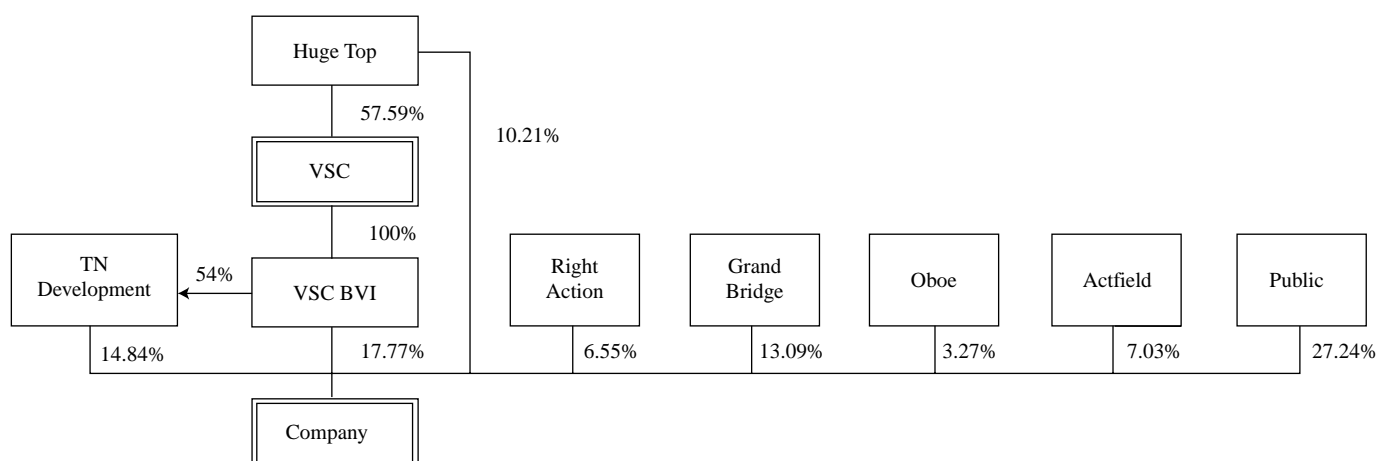 Huge Top
57.59%
10.21%
VSC
100%
TN
Development
54%
VSC BVI
Right
Action
Grand
Bridge
Oboe
Actfield
Public
14.84%
17.77%
6.55%
13.09%
3.27%
7.03%
27.24%
Company